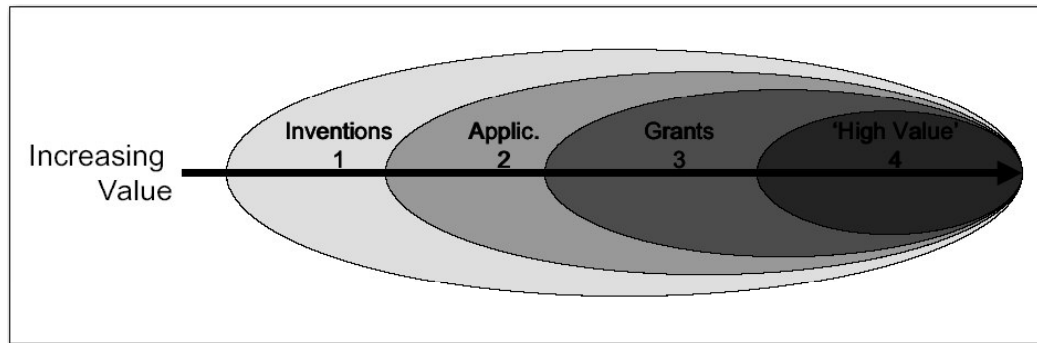 Inventions
1
Applic.
2
Grants
3
'High Value'
4
Increasing
Value